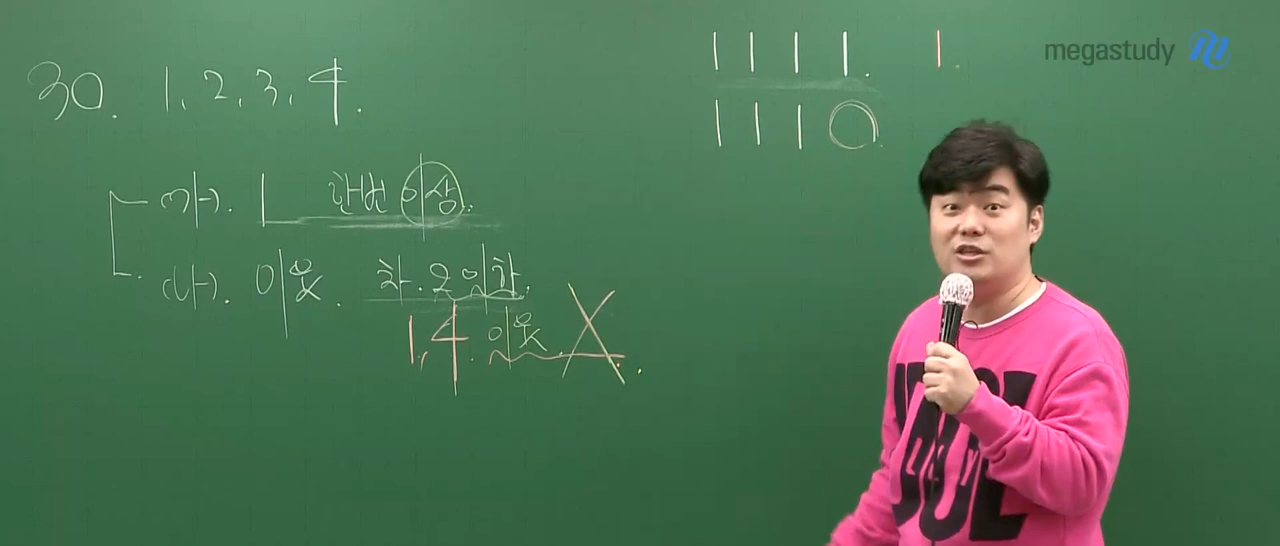 30. 1, 2, 3, 4.
(가). 1 한번 이상.
(나). 이웃. 차. 2이하.
1, 4. 이웃. X.
1 1 1 1. 1.
1 1 1 0
megastudy m